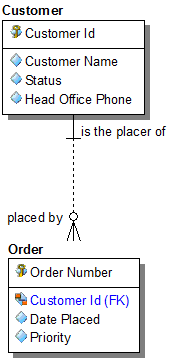 Customer
Customer Id
Customer Name
Status
Head Office Phone
is the placer of
placed by
Order
Order Number
Customer Id (FK)
Date Placed
Priority